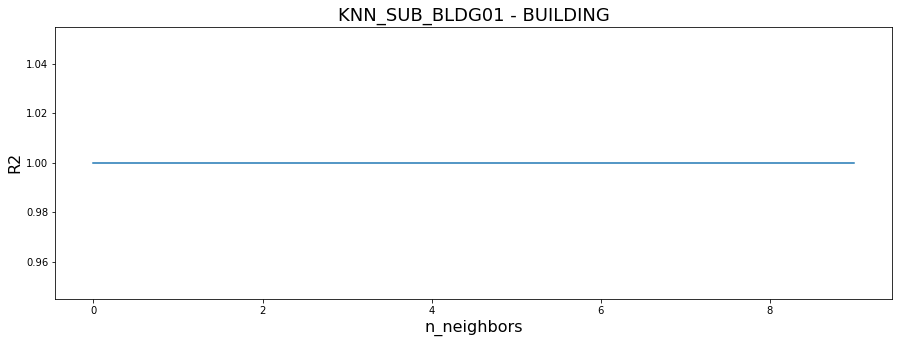 KNN_SUB_BLDG01 - BUILDING
1.04
1.02
1.00
0.98
0.96
R2
0 2 4 6 8
n_neighbors